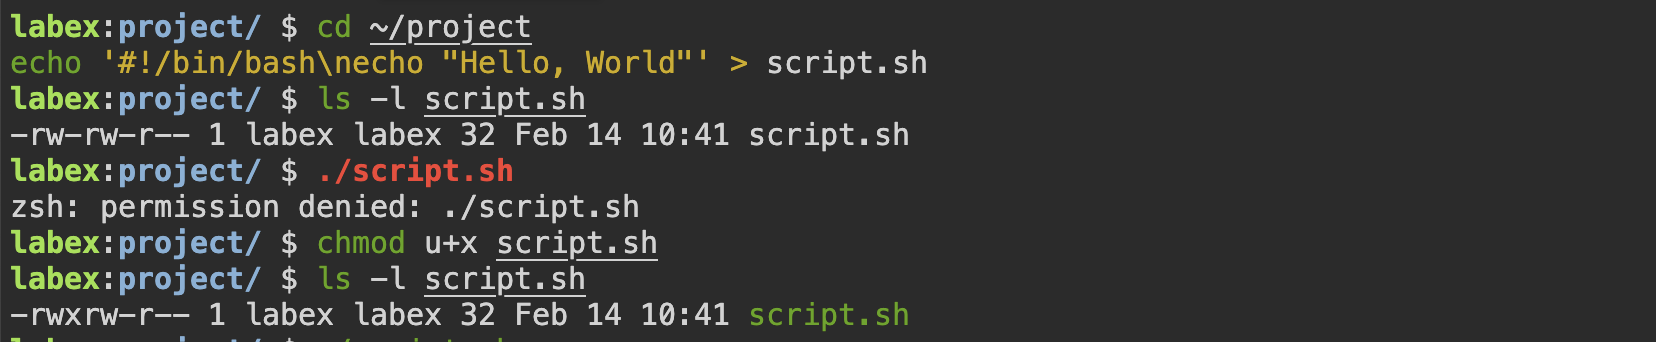 labex:project/ $ cd ~/project
echo '#!/bin/bash\necho "Hello, World"' > script.sh
labex:project/ $ ls -l script.sh
-rw-rw-r-- 1 labex labex 32 Feb 14 10:41 script.sh
labex:project/ $ ./script.sh
zsh: permission denied: ./script.sh
labex:project/ $ chmod u+x script.sh
labex:project/ $ ls -l script.sh
-rwxrw-r-- 1 labex labex 32 Feb 14 10:41 script.sh